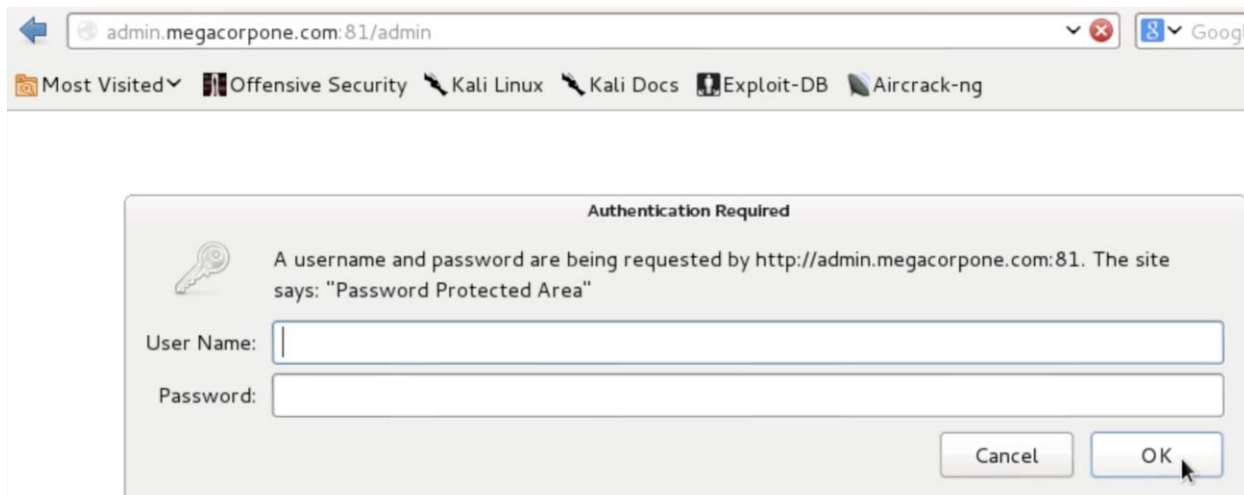 admin.megacorpone.com:81/admin
Googl
Most Visited Offensive Security Kali Linux Kali Docs Exploit-DB Aircrack-ng
Authentication Required
A username and password are being requested by http://admin.megacorpone.com:81. The site
says: "Password Protected Area"
User Name:
Password:
Cancel OK